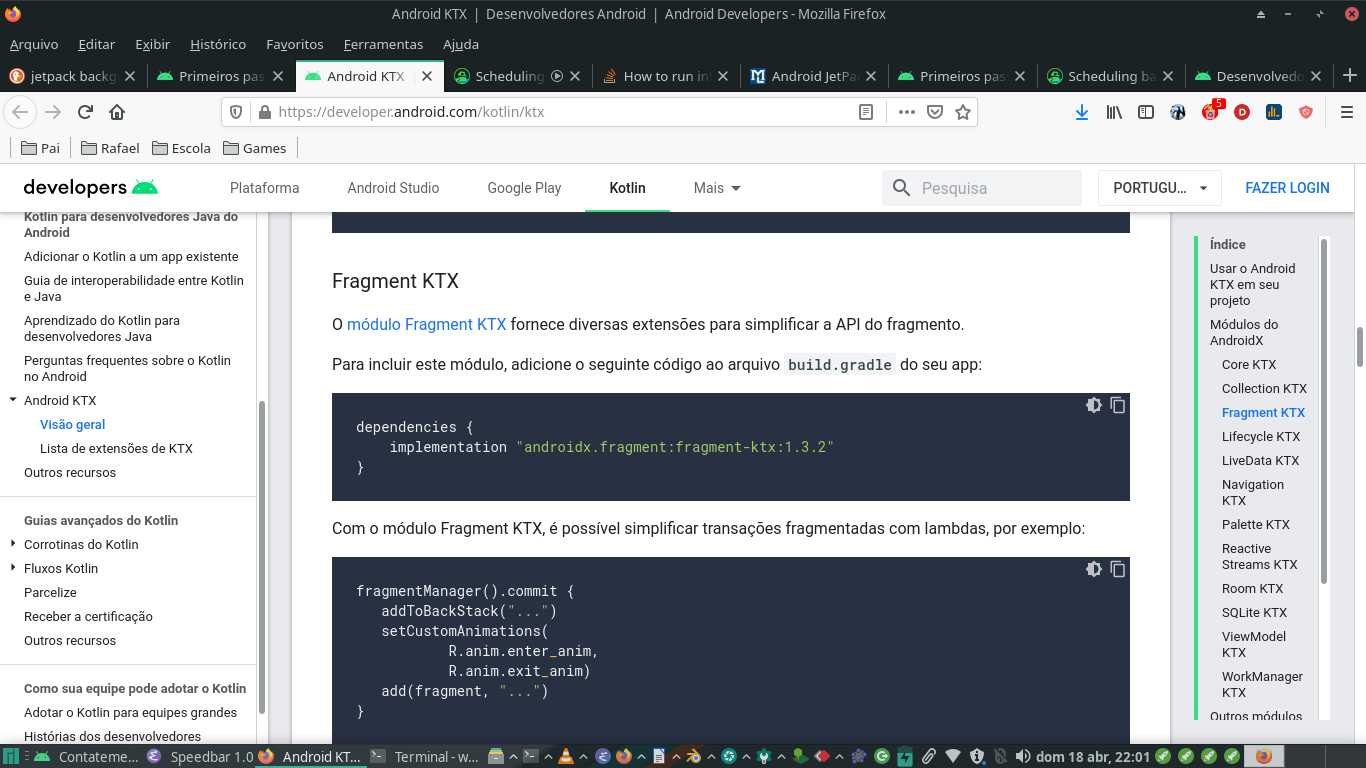 Android KTX | Desenvolvedores Android | Android Developers - Mozilla Firefox
Arquivo Editar Exibir Histórico Favoritos Ferramentas Ajuda
jetpack backg
Primeiros pas
Android KTX
Scheduling
How to run in
Android JetPa
Primeiros pas
Scheduling ba
Desenvolvedo
https://developer.android.com/kotlin/ktx
5
Pai Rafael Escola Games
developers
Plataforma Android Studio Google Play Kotlin Mais
Pesquisa
PORTUGU...
FAZER LOGIN
Kotlin para desenvolvedores Java do
Android
Adicionar o Kotlin a um app existente
Guia de interoperabilidade entre Kotlin
e Java
Aprendizado do Kotlin para
desenvolvedores Java
Perguntas frequentes sobre o Kotlin
no Android
Android KTX
Visão geral
Lista de extensões de KTX
Outros recursos
Guias avançados do Kotlin
Corrotinas do Kotlin
Fluxos Kotlin
Parcelize
Receber a certificação
Outros recursos
Como sua equipe pode adotar o Kotlin
Adotar o Kotlin para equipes grandes
Histórias dos desenvolvedores
Fragment KTX
O módulo Fragment KTX fornece diversas extensões para simplificar a API do fragmento.
Para incluir este módulo, adicione o seguinte código ao arquivo build.gradle do seu app:
dependencies {
    implementation "androidx.fragment:fragment-ktx:1.3.2"
}
Com o módulo Fragment KTX, é possível simplificar transações fragmentadas com lambdas, por exemplo:
fragmentManager().commit {
   addToBackStack("...")
   setCustomAnimations(
           R.anim.enter_anim,
           R.anim.exit_anim)
   add(fragment, "...")
}
Índice
Usar o Android
KTX em seu
projeto
Módulos do
AndroidX
Core KTX
Collection KTX
Fragment KTX
Lifecycle KTX
LiveData KTX
Navigation
KTX
Palette KTX
Reactive
Streams KTX
Room KTX
SQLite KTX
ViewModel
KTX
WorkManager
KTX
Outros módulos
Contateme...
Speedbar 1.0
Android KT...
Terminal - w...
dom 18 abr, 22:01